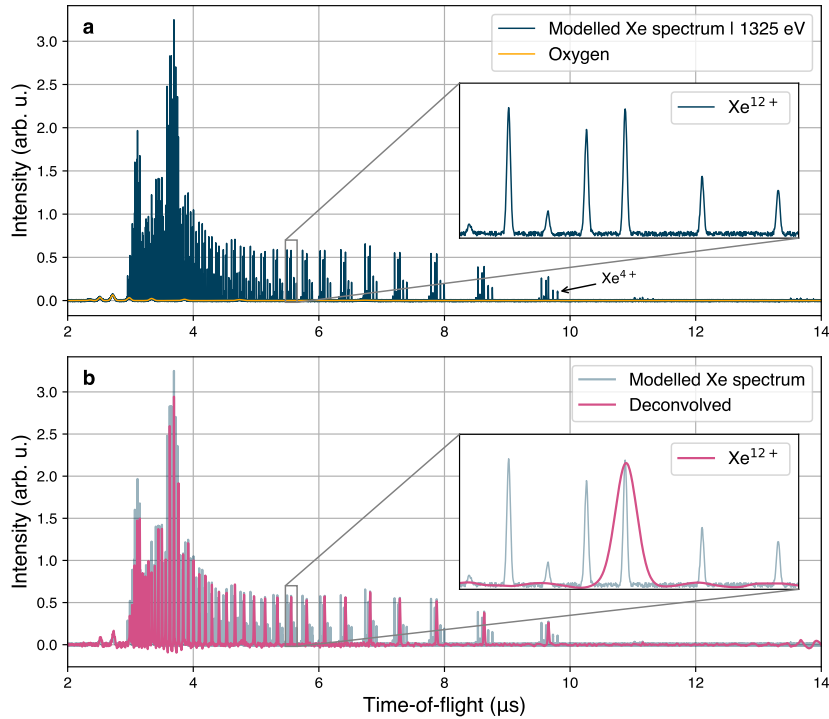 a
Modelled Xe spectrum | 1325 eV
Oxygen
Xe12+
Xe4+
Intensity (arb. u.)
3.0
2.5
2.0
1.5
1.0
0.5
0.0
2 4 6 8 10 12 14
b
Modelled Xe spectrum
Deconvolved
Xe12+
Intensity (arb. u.)
3.0
2.5
2.0
1.5
1.0
0.5
0.0
2 4 6 8 10 12 14
Time-of-flight (μs)